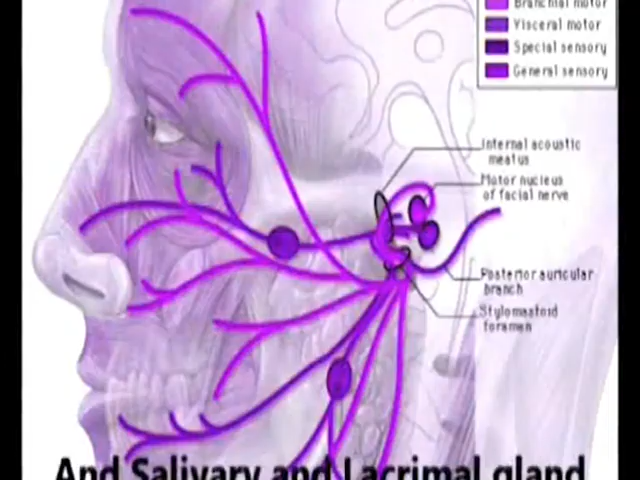 Branchial motor
Visceral motor
Special sensory
General sensory
Internal acoustic
meatus
Motor nucleus
of facial nerve
Posterior auricular
branch
Stylomastoid
foramen
And Salivary and Lacrimal gland